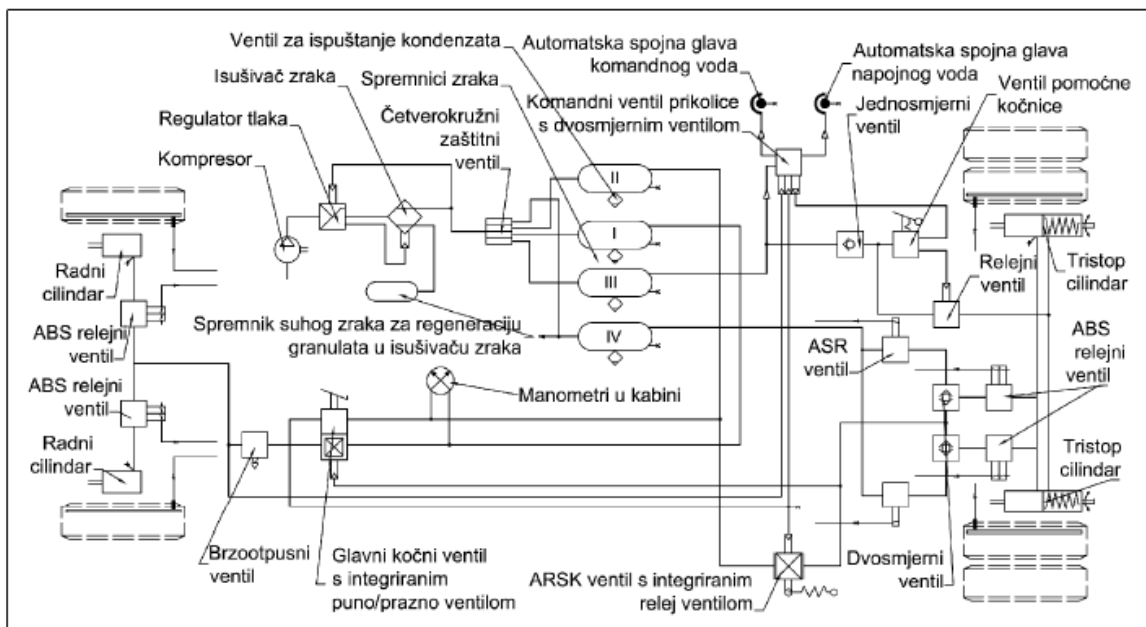 Ventil za ispuštanje kondenzata
Isušivač zraka
Spremnici zraka
Regulator tlaka
Četverokružni
zaštitni
ventil
Kompresor
Automatska spojna glava
komandnog voda
Komandni ventil prikolice
s dvosmjernim ventilom
Automatska spojna glava
napojnog voda
Ventil pomoćne
kočnice
Jednosmjerni
ventil
II
I
III
IV
Radni
cilindar
ABS relejni
ventil
ABS relejni
ventil
Radni
cilindar
Spremnik suhog zraka za regeneraciju
granulata u isušivaču zraka
Manometri u kabini
Relejni
ventil
Tristop
cilindar
ASR
ventil
ABS
relejni
ventil
Tristop
cilindar
Brzootpusni
ventil
Glavni kočni ventil
s integriranim
puno/prazno ventilom
ARSK ventil s integriranim
relej ventilom
Dvosmjerni
ventil